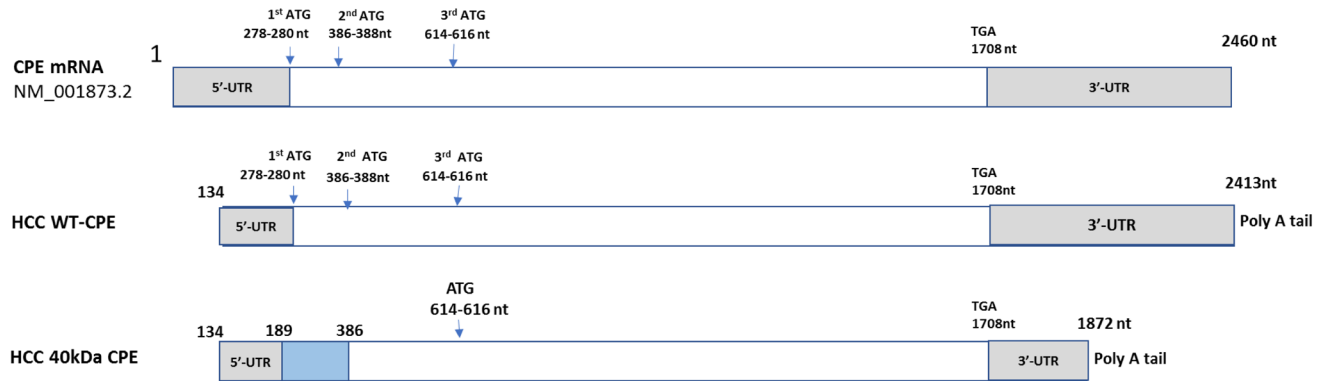 1st ATG 2nd ATG 3rd ATG
278-280 nt 386-388nt 614-616 nt
TGA
1708 nt
2460 nt
1
CPE mRNA
NM_001873.2
5’-UTR 3’-UTR
1st ATG 2nd ATG 3rd ATG
278-280 nt 386-388nt 614-616 nt
TGA
1708nt
134 2413nt
HCC WT-CPE 5’-UTR 3’-UTR Poly A tail
ATG
614-616 nt
TGA
1708nt
134 189 386 1872 nt
HCC 40kDa CPE 5’-UTR 3’-UTR Poly A tail